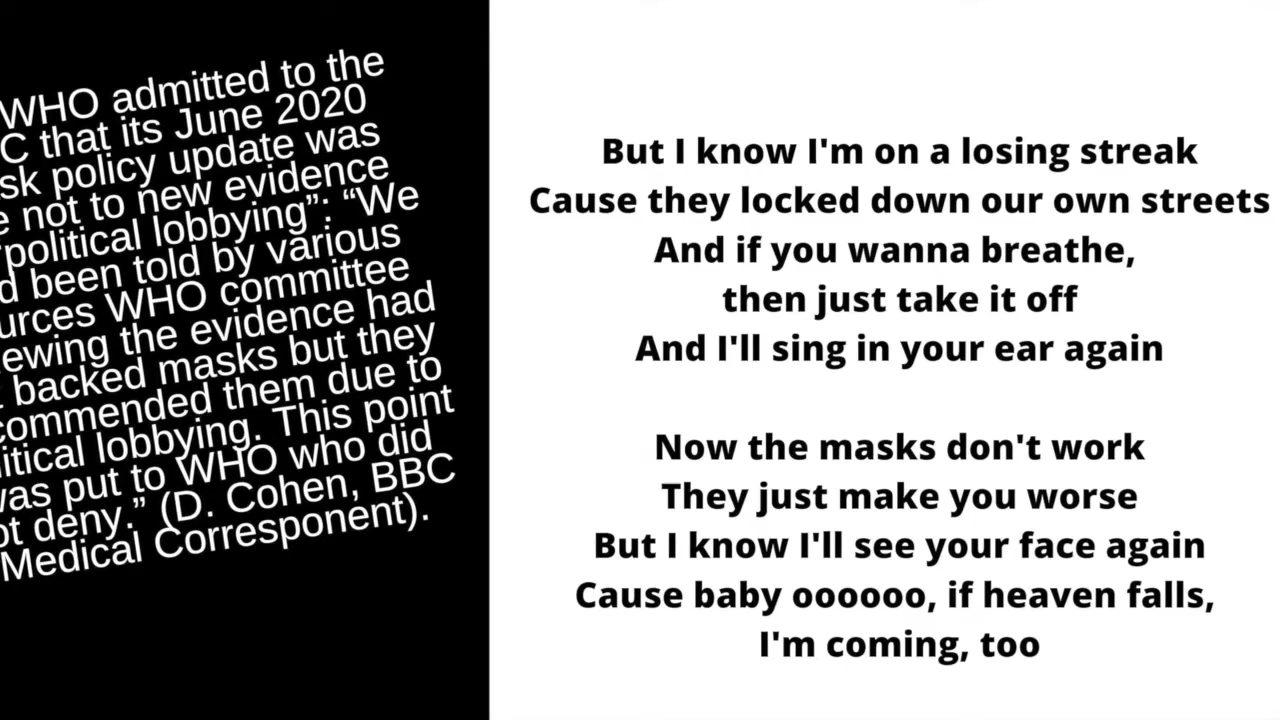 WHO admitted to the
C that its June 2020
sk policy update was
e not to new evidence
"political lobbying”: “We
d been told by various
urces WHO committee
ewing the evidence had
t backed masks but they
commended them due to
itical lobbying. This point
was put to WHO who did
ot deny.” (D. Cohen, BBC
Medical Corresponent).
But I know I'm on a losing streak
Cause they locked down our own streets
And if you wanna breathe,
then just take it off
And I'll sing in your ear again
Now the masks don't work
They just make you worse
But I know I'll see your face again
Cause baby oooooo, if heaven falls,
I'm coming, too